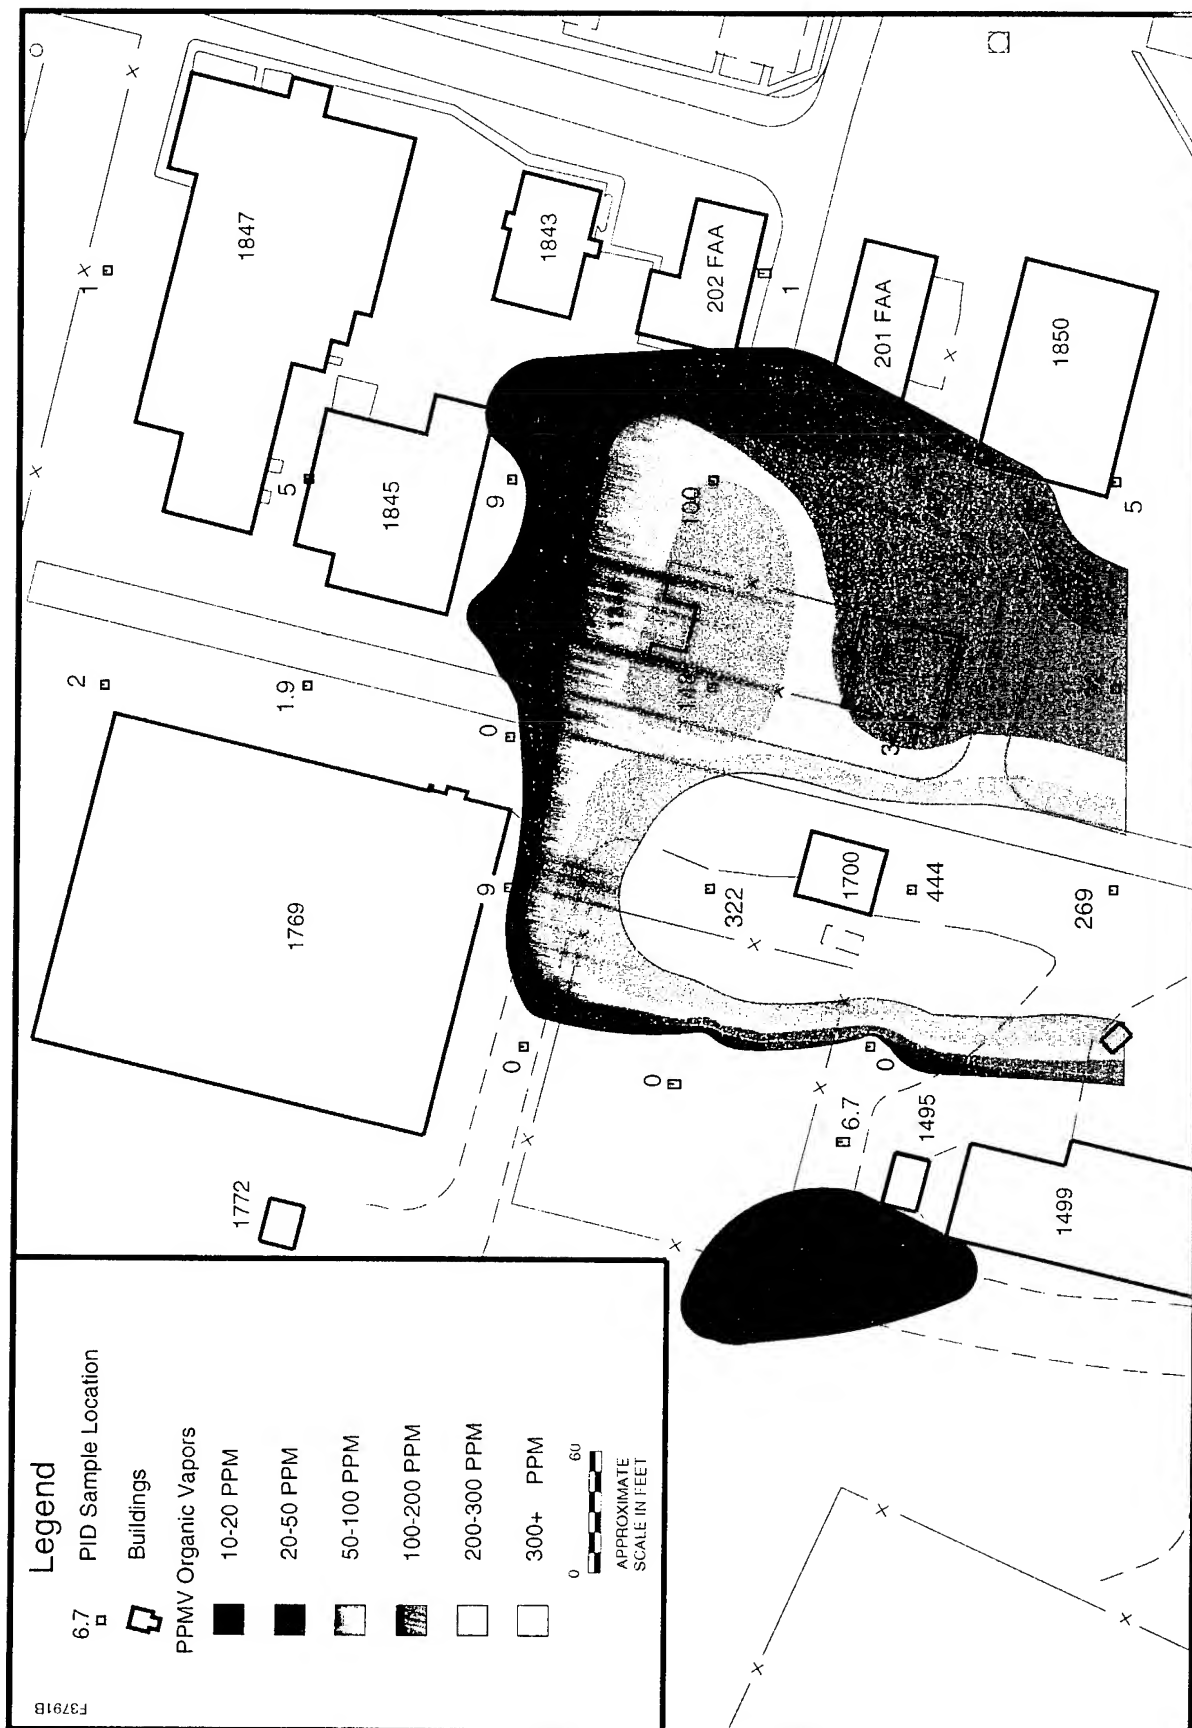 Legend
6.7
PID Sample Location
Buildings
PPMV Organic Vapors
10-20 PPM
20-50 PPM
50-100 PPM
100-200 PPM
200-300 PPM
300+ PPM
0
60
APPROXIMATE
SCALE IN FEET
F3791B
1772
1769
1847
1845
1843
202 FAA
201 FAA
1850
1700
1495
1499
2
1.9
0
1
5
9
9
0
0
0
6.7
322
444
269
100
1
5